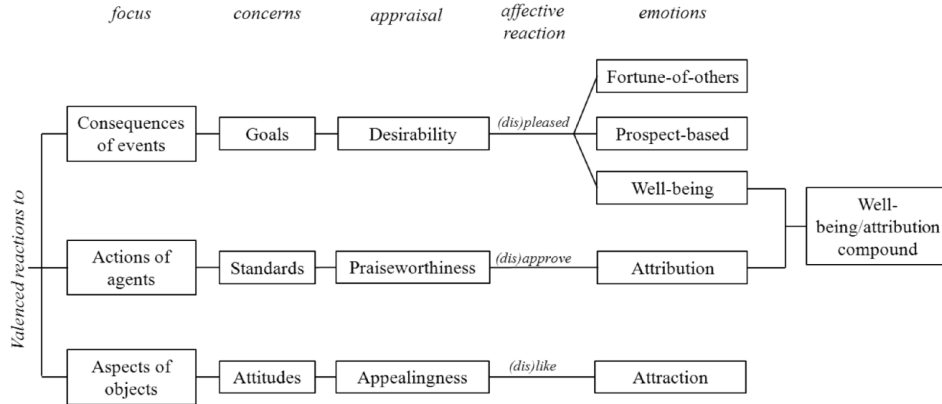 focus
concerns
appraisal
affective
reaction
emotions
Valenced reactions to
Consequences
of events
Goals
Desirability
(dis)pleased
Fortune-of-others
Prospect-based
Well-being
Actions of
agents
Standards
Praiseworthiness
(dis)approve
Attribution
Well-
being/attribution
compound
Aspects of
objects
Attitudes
Appealingness
(dis)like
Attraction